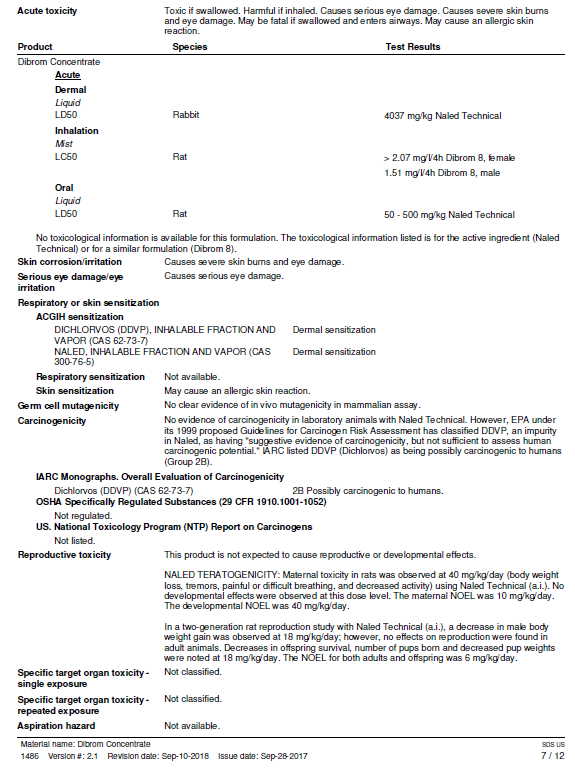 Acute toxicity Toxic if swallowed. Harmful if inhaled. Causes serious eye damage. Causes severe skin burns
and eye damage. May be fatal if swallowed and enters airways. May cause an allergic skin
reaction.
Product Species Test Results
Dibrom Concentrate
Acute
Dermal
Liquid
LD50 Rabbit 4037 mg/kg Naled Technical
Inhalation
Mist
LC50 Rat > 2.07 mg/l/4h Dibrom 8, female
1.51 mg/l/4h Dibrom 8, male
Oral
Liquid
LD50 Rat 50 - 500 mg/kg Naled Technical
No toxicological information is available for this formulation. The toxicological information listed is for the active ingredient (Naled
Technical) or for a similar formulation (Dibrom 8).
Skin corrosion/irritation Causes severe skin burns and eye damage.
Serious eye damage/eye Causes serious eye damage.
irritation
Respiratory or skin sensitization
ACGIH sensitization
DICHLORVOS (DDVP), INHALABLE FRACTION AND Dermal sensitization
VAPOR (CAS 62-73-7)
NALED, INHALABLE FRACTION AND VAPOR (CAS Dermal sensitization
300-76-5)
Respiratory sensitization Not available.
Skin sensitization May cause an allergic skin reaction.
Germ cell mutagenicity No clear evidence of in vivo mutagenicity in mammalian assay.
Carcinogenicity No evidence of carcinogenicity in laboratory animals with Naled Technical. However, EPA under
its 1999 proposed Guidelines for Carcinogen Risk Assessment has classified DDVP, an impurity
in Naled, as having "suggestive evidence of carcinogenicity, but not sufficient to assess human
carcinogenic potential." IARC listed DDVP (Dichlorvos) as being possibly carcinogenic to humans
(Group 2B).
IARC Monographs. Overall Evaluation of Carcinogenicity
Dichlorvos (DDVP) (CAS 62-73-7) 2B Possibly carcinogenic to humans.
OSHA Specifically Regulated Substances (29 CFR 1910.1001-1052)
Not regulated.
US. National Toxicology Program (NTP) Report on Carcinogens
Not listed.
Reproductive toxicity This product is not expected to cause reproductive or developmental effects.
NALED TERATOGENICITY: Maternal toxicity in rats was observed at 40 mg/kg/day (body weight
loss, tremors, painful or difficult breathing, and decreased activity) using Naled Technical (a.i.). No
developmental effects were observed at this dose level. The maternal NOEL was 10 mg/kg/day.
The developmental NOEL was 40 mg/kg/day.
In a two-generation rat reproduction study with Naled Technical (a.i.), a decrease in male body
weight gain was observed at 18 mg/kg/day; however, no effects on reproduction were found in
adult animals. Decreases in offspring survival, number of pups born and decreased pup weights
were noted at 18 mg/kg/day. The NOEL for both adults and offspring was 6 mg/kg/day.
Specific target organ toxicity - Not classified.
single exposure
Specific target organ toxicity - Not classified.
repeated exposure
Aspiration hazard Not available.
Material name: Dibrom Concentrate SDS US
1486 Version #: 2.1 Revision date: Sep-10-2018 Issue date: Sep-28-2017 7 / 12